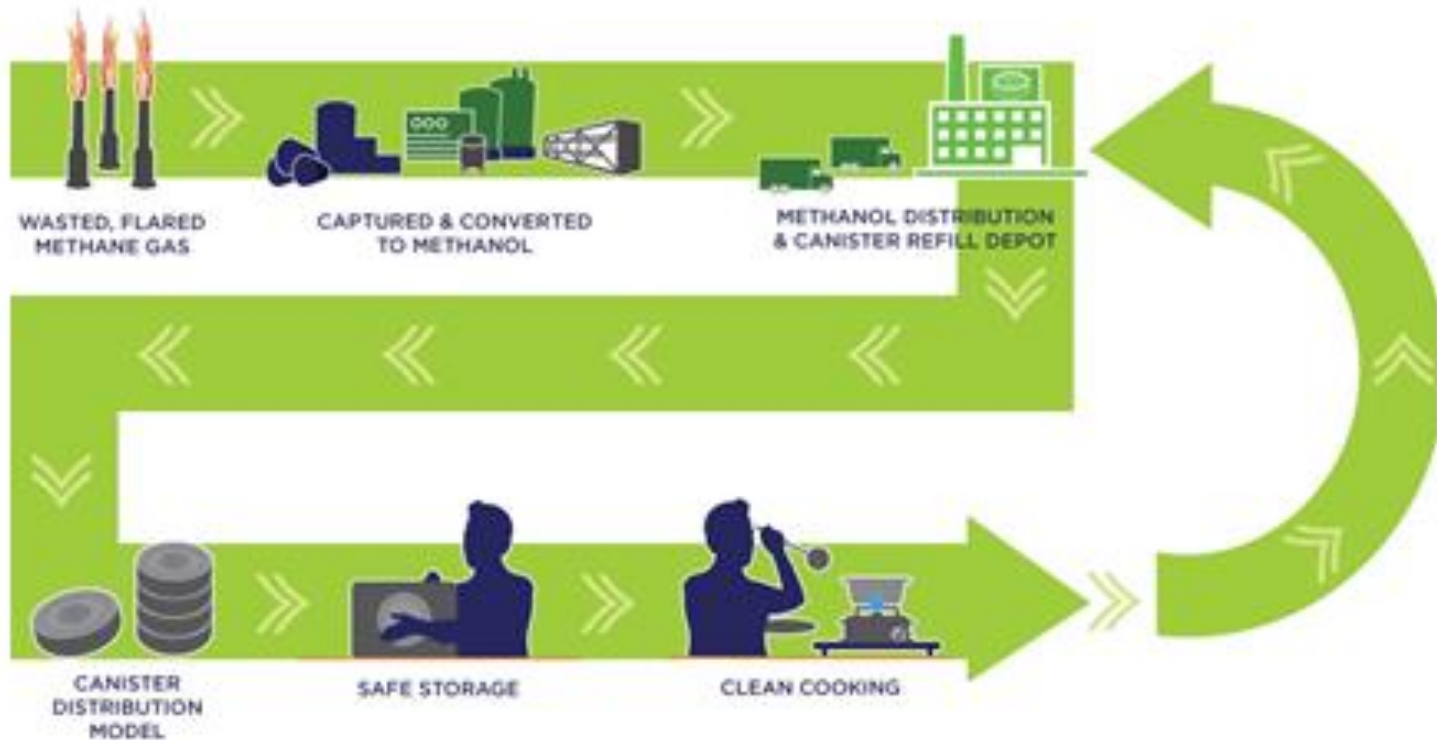 WASTED, FLARED
METHANE GAS
CAPTURED & CONVERTED
TO METHANOL
METHANOL DISTRIBUTION
& CANISTER REFILL DEPOT
CANISTER
DISTRIBUTION
MODEL
SAFE STORAGE
CLEAN COOKING